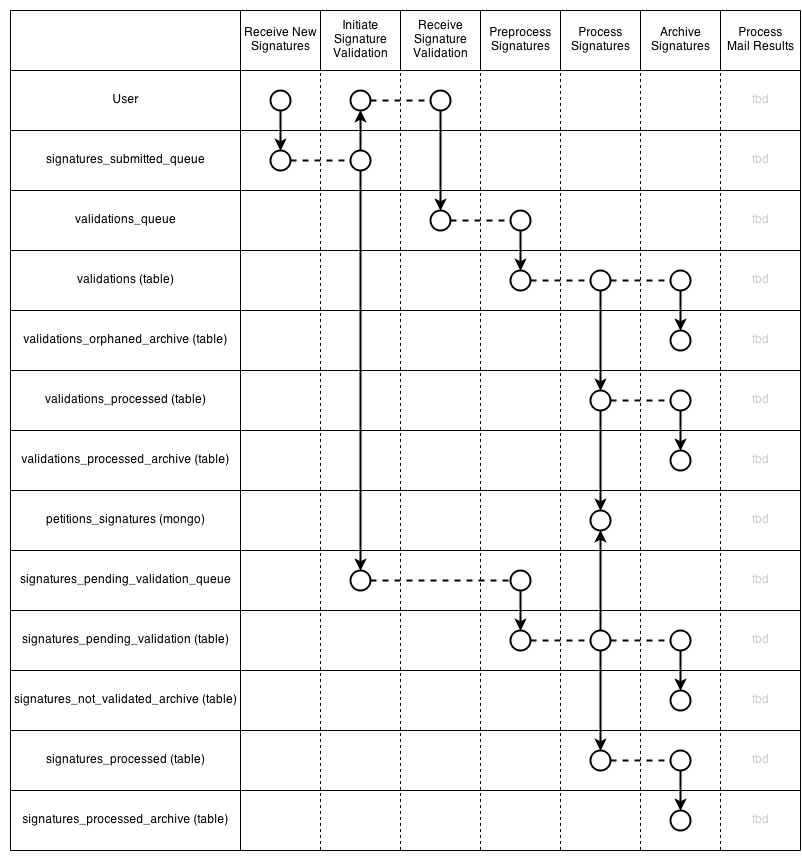 Receive New
Signatures
Initiate
Signature
Validation
Receive
Signature
Validation
Preprocess
Signatures
Process
Signatures
Archive
Signatures
Process
Mail Results
User
tbd
signatures_submitted_queue
tbd
validations_queue
tbd
validations (table)
tbd
validations_orphaned_archive (table)
tbd
validations_processed (table)
tbd
validations_processed_archive (table)
tbd
petitions_signatures (mongo)
tbd
signatures_pending_validation_queue
tbd
signatures_pending_validation (table)
tbd
signatures_not_validated_archive (table)
tbd
signatures_processed (table)
tbd
signatures_processed_archive (table)
tbd